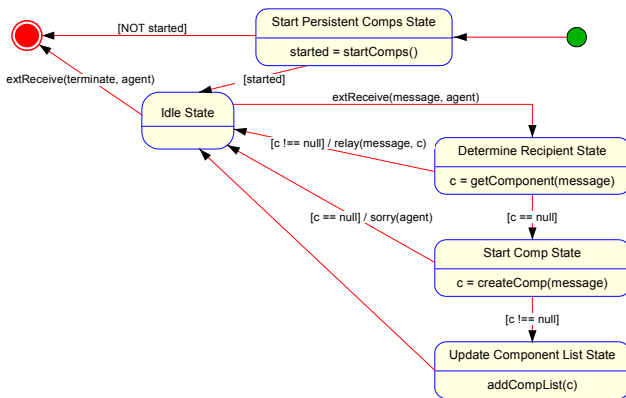 [NOT started]
Start Persistent Comps State
started = startComps()
extReceive(terminate, agent)
[started]
extReceive(message, agent)
Idle State
[c !== null] / relay(message, c)
Determine Recipient State
c = getComponent(message)
[c == null] / sorry(agent)
[c == null]
Start Comp State
c = createComp(message)
[c !== null]
Update Component List State
addCompList(c)